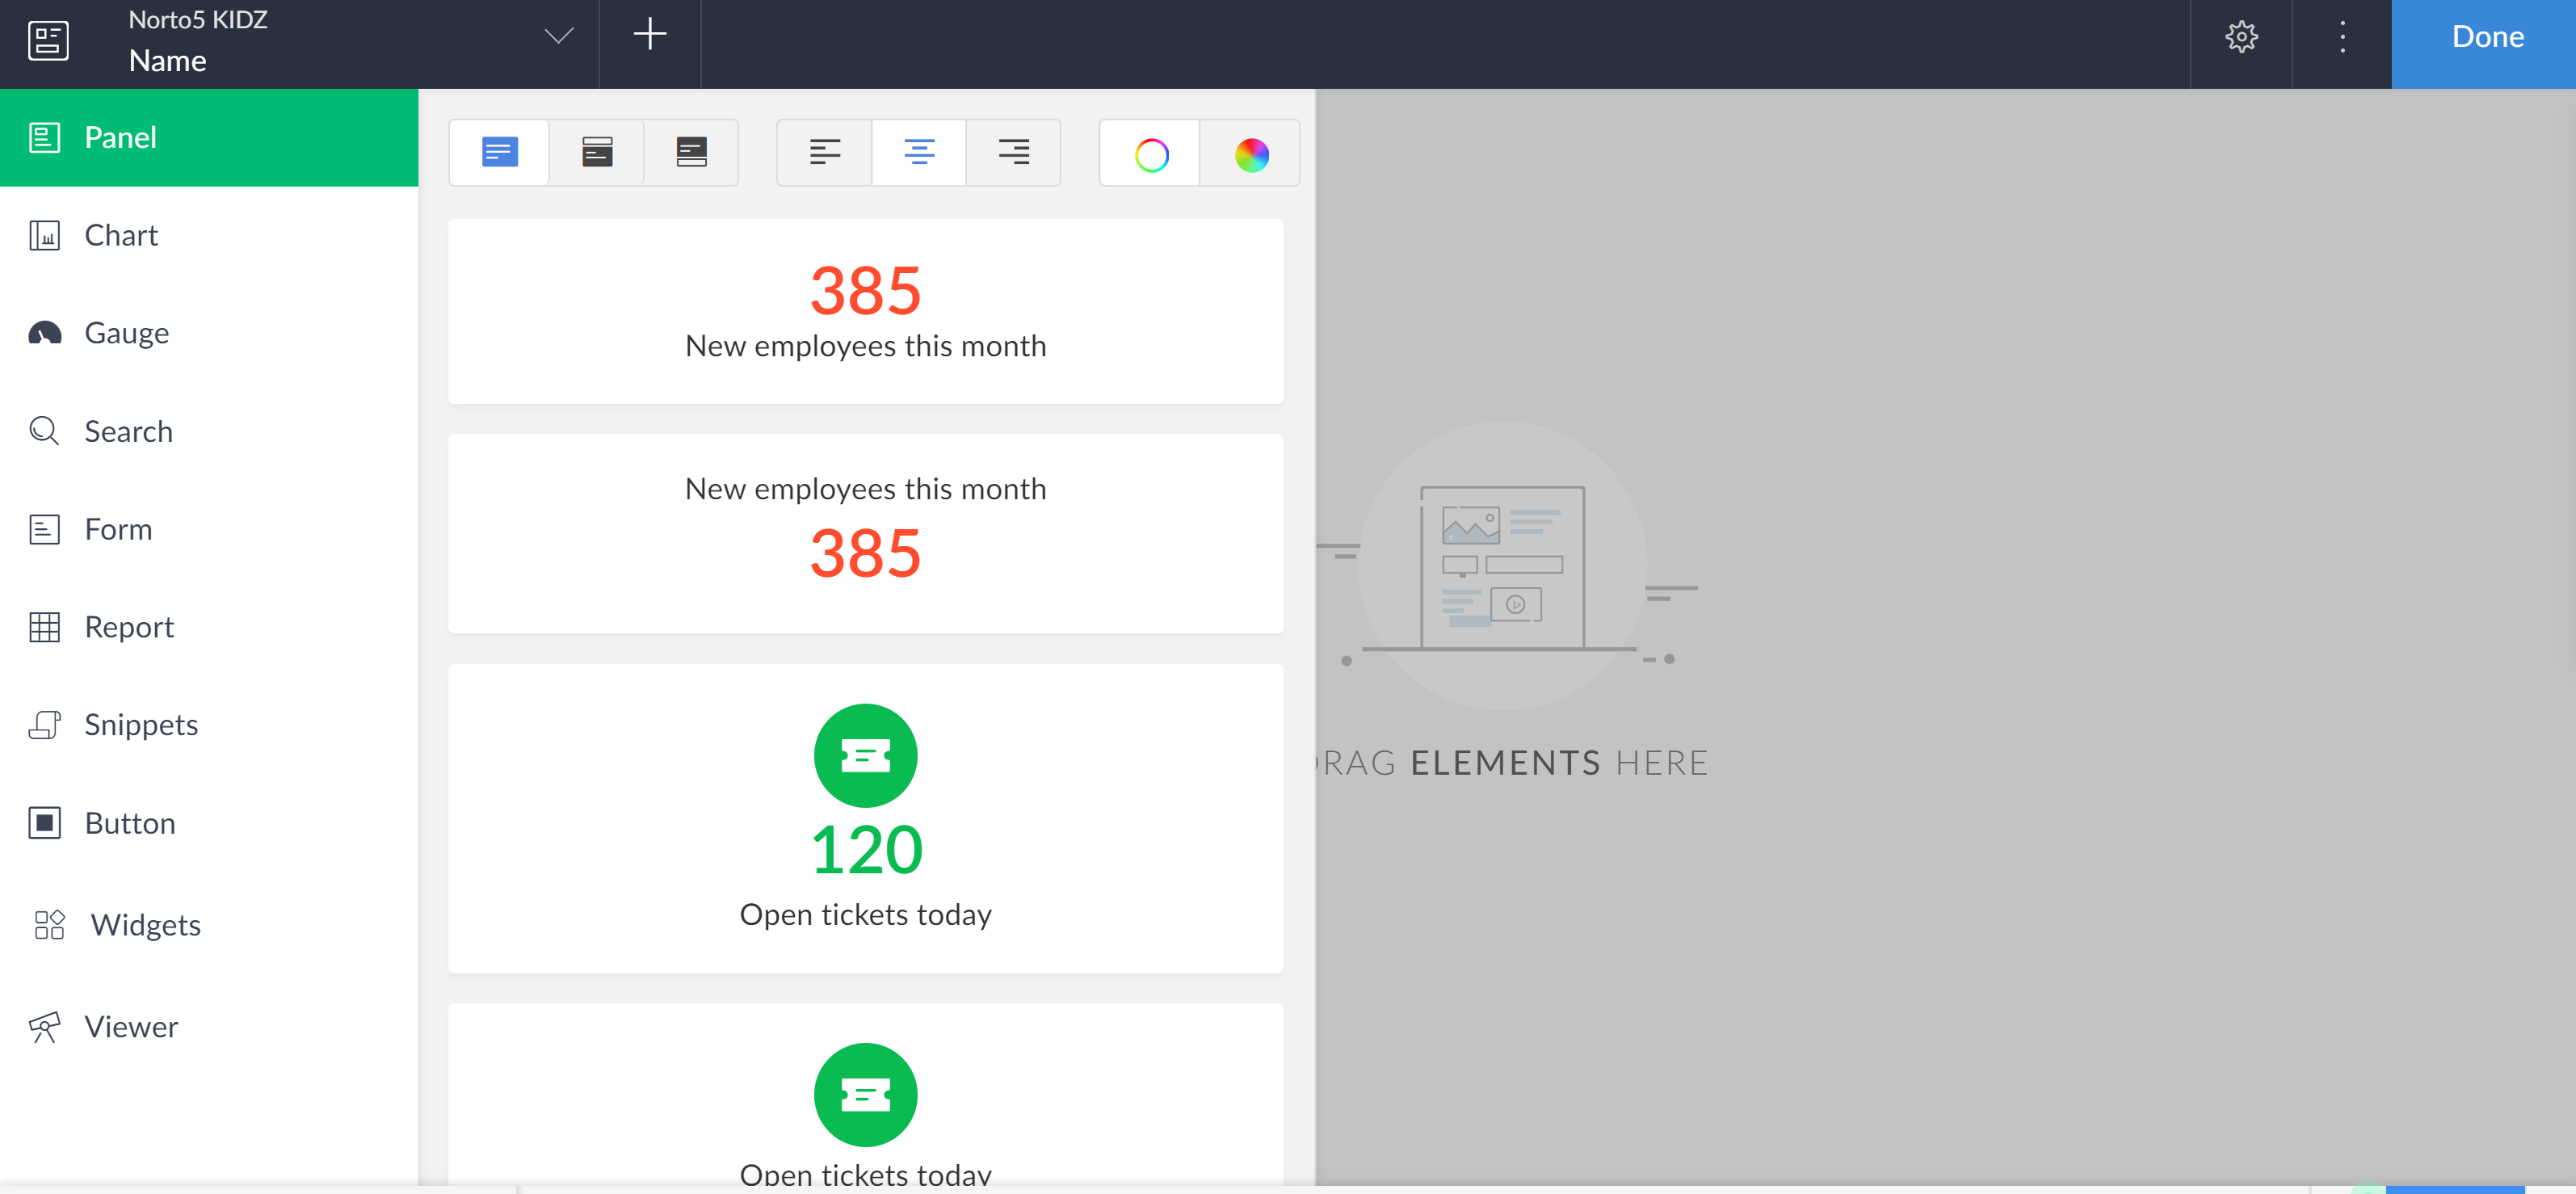 Norto5 KIDZ
Name
Done
Panel
Chart
Gauge
Search
Form
Report
Snippets
Button
Widgets
Viewer
385
New employees this month
New employees this month
385
120
Open tickets today
Open tickets today
RAG ELEMENTS HERE